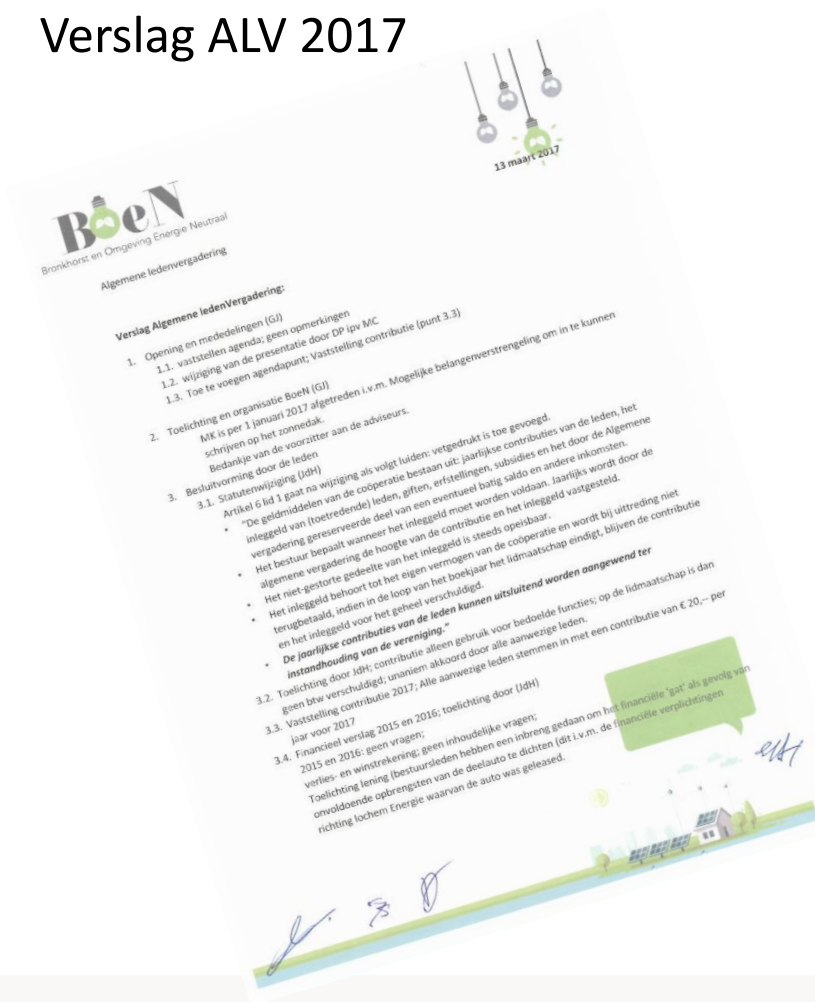 Verslag ALV 2017
13 maart 2017
BoeN
Bronkhorst en Omgeving Energie Neutraal
Algemene ledenvergadering
Verslag Algemene ledenVergadering:
1. Opening en mededelingen (GJ)
1.1. vaststellen agenda; geen opmerkingen
1.2. wijziging van de presentatie door DP ipv MC
1.3. Toe te voegen agendapunt; Vaststelling contributie (punt 3.3)
2. Toelichting en organisatie BoeN (GJ)
MK is per 1 januari 2017 afgetreden i.v.m. Mogelijke belangenverstrengeling om in te kunnen
schrijven op het zonnedak.
Bedankje van de voorzitter aan de adviseurs.
3. Besluitvorming door de leden
3.1. Statutenwijziging (JdH)
Artikel 6 lid 1 gaat na wijziging als volgt luiden: vetgedrukt is toe gevoegd.
• "De geldmiddelen van de coöperatie bestaan uit: jaarlijkse contributies van de leden, het
inleggeld van (toetredende) leden, giften, erfstellingen, subsidies en het door de Algemene
vergadering gereserveerde deel van een eventueel batig saldo en andere inkomsten.
• Het bestuur bepaalt wanneer het inleggeld moet worden voldaan. Jaarlijks wordt door de
algemene vergadering de hoogte van de contributie en het inleggeld vastgesteld.
• Het niet-gestorte gedeelte van het inleggeld is steeds opeisbaar.
• Het inleggeld behoort tot het eigen vermogen van de coöperatie en wordt bij uittreding niet
terugbetaald, indien in de loop van het boekjaar het lidmaatschap eindigt, blijven de contributie
en het inleggeld voor het geheel verschuldigd.
• De jaarlijkse contributies van de leden kunnen uitsluitend worden aangewend ter
instandhouding van de vereniging."
3.2. Toelichting door JdH; contributie alleen gebruik voor bedoelde functies; op de lidmaatschap is dan
geen btw verschuldigd; unaniem akkoord door alle aanwezige leden.
3.3. Vaststelling contributie 2017; Alle aanwezige leden stemmen in met een contributie van € 20,-- per
jaar voor 2017
3.4. Financieel verslag 2015 en 2016; toelichting door (JdH)
2015 en 2016: geen vragen;
verlies- en winstrekening; geen inhoudelijke vragen;
Toelichting lening (bestuursleden hebben een inbreng gedaan om het financiële 'gat' als gevolg van
onvoldoende opbrengsten van de deelauto te dichten (dit i.v.m. de financiële verplichtingen
richting lochem Energie waarvan de auto was geleased.